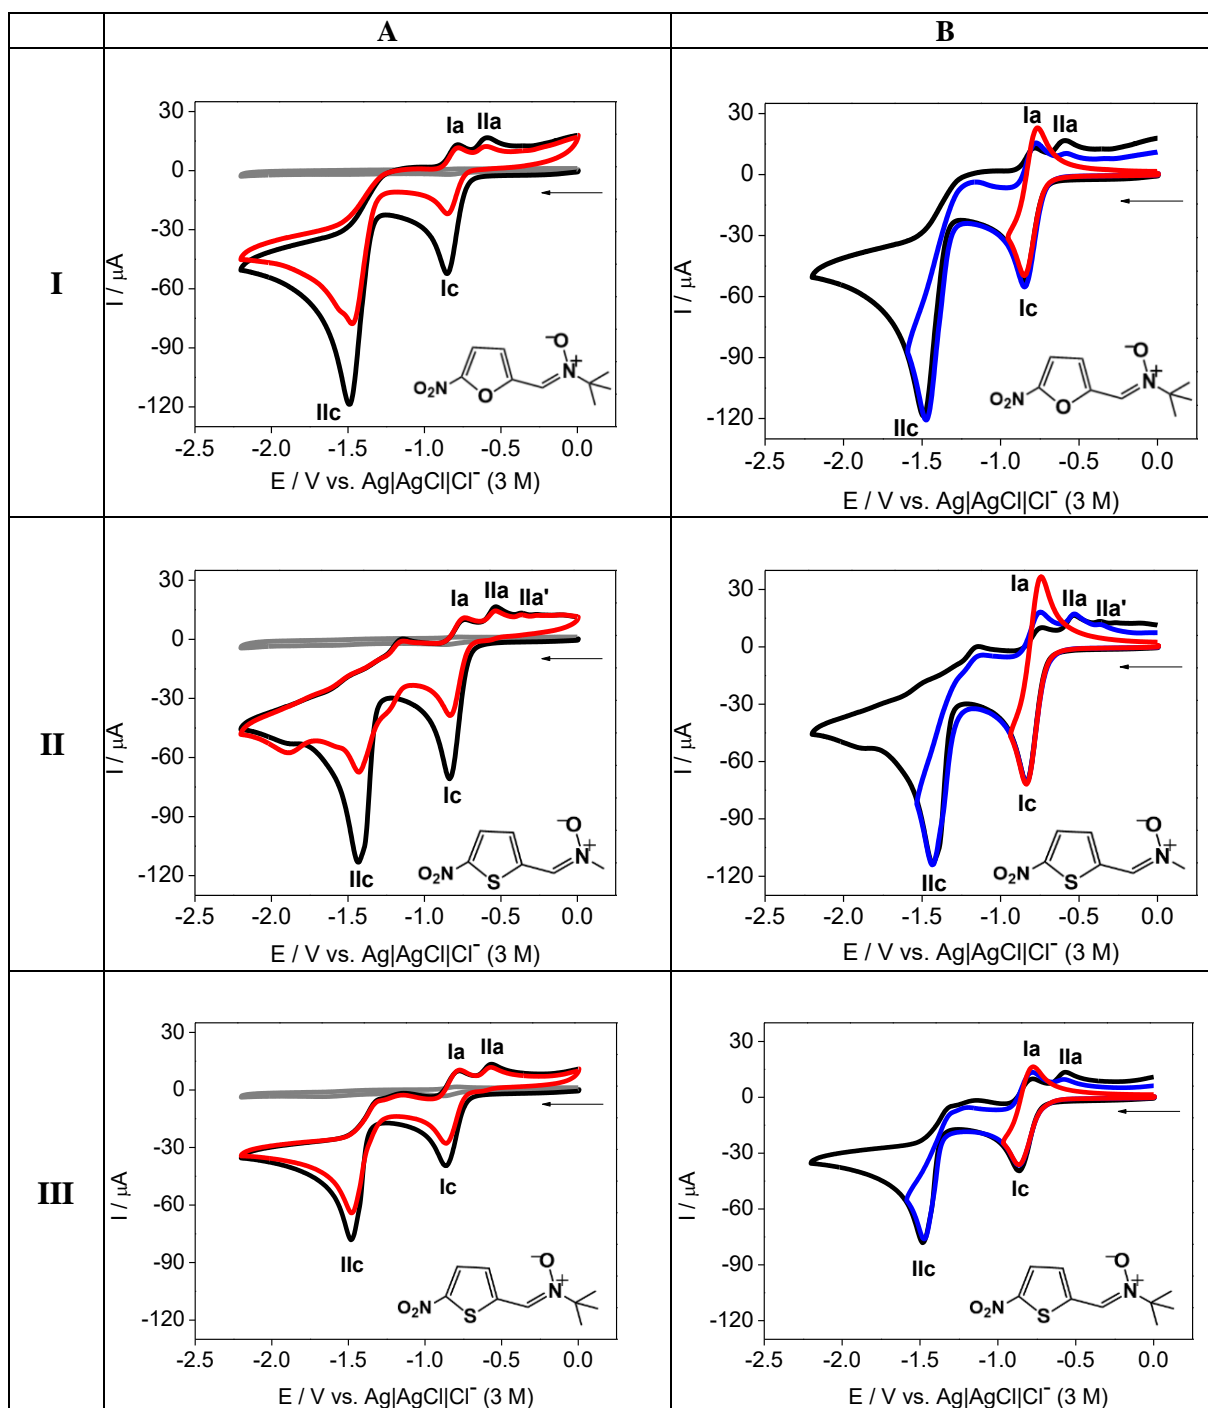 A B
I
30
0
-30
-60
-90
-120
I / μA
Ia IIa
Ic
IIc
O₂N O N⁺ ⁻O
-2.5 -2.0 -1.5 -1.0 -0.5 0.0
E / V vs. Ag|AgCl|Cl⁻ (3 M)
30
0
-30
-60
-90
-120
I / μA
Ia IIa
Ic
IIc
O₂N O N⁺ ⁻O
-2.5 -2.0 -1.5 -1.0 -0.5 0.0
E / V vs. Ag|AgCl|Cl⁻ (3 M)
II
30
0
-30
-60
-90
-120
I / μA
Ia IIa IIa'
Ic
IIc
O₂N S N⁺ ⁻O
-2.5 -2.0 -1.5 -1.0 -0.5 0.0
E / V vs. Ag|AgCl|Cl⁻ (3 M)
30
0
-30
-60
-90
-120
I / μA
Ia IIa IIa'
Ic
IIc
O₂N S N⁺ ⁻O
-2.5 -2.0 -1.5 -1.0 -0.5 0.0
E / V vs. Ag|AgCl|Cl⁻ (3 M)
III
30
0
-30
-60
-90
-120
I / μA
Ia IIa
Ic
IIc
O₂N S N⁺ ⁻O
-2.5 -2.0 -1.5 -1.0 -0.5 0.0
E / V vs. Ag|AgCl|Cl⁻ (3 M)
30
0
-30
-60
-90
-120
I / μA
Ia IIa
Ic
IIc
O₂N S N⁺ ⁻O
-2.5 -2.0 -1.5 -1.0 -0.5 0.0
E / V vs. Ag|AgCl|Cl⁻ (3 M)